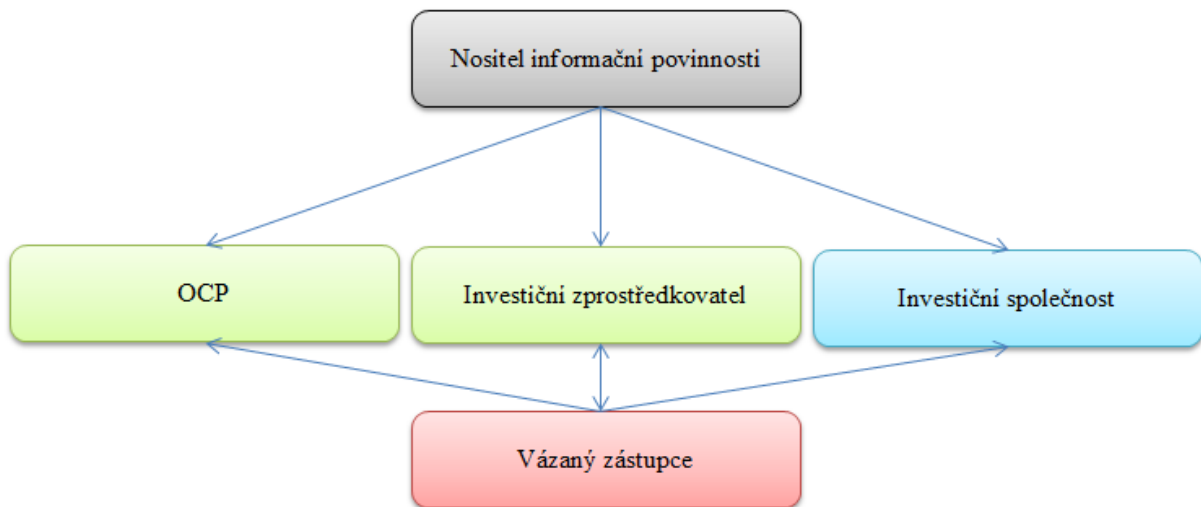 Nositel informační povinnosti
OCP
Investiční zprostředkovatel
Investiční společnost
Vázaný zástupce